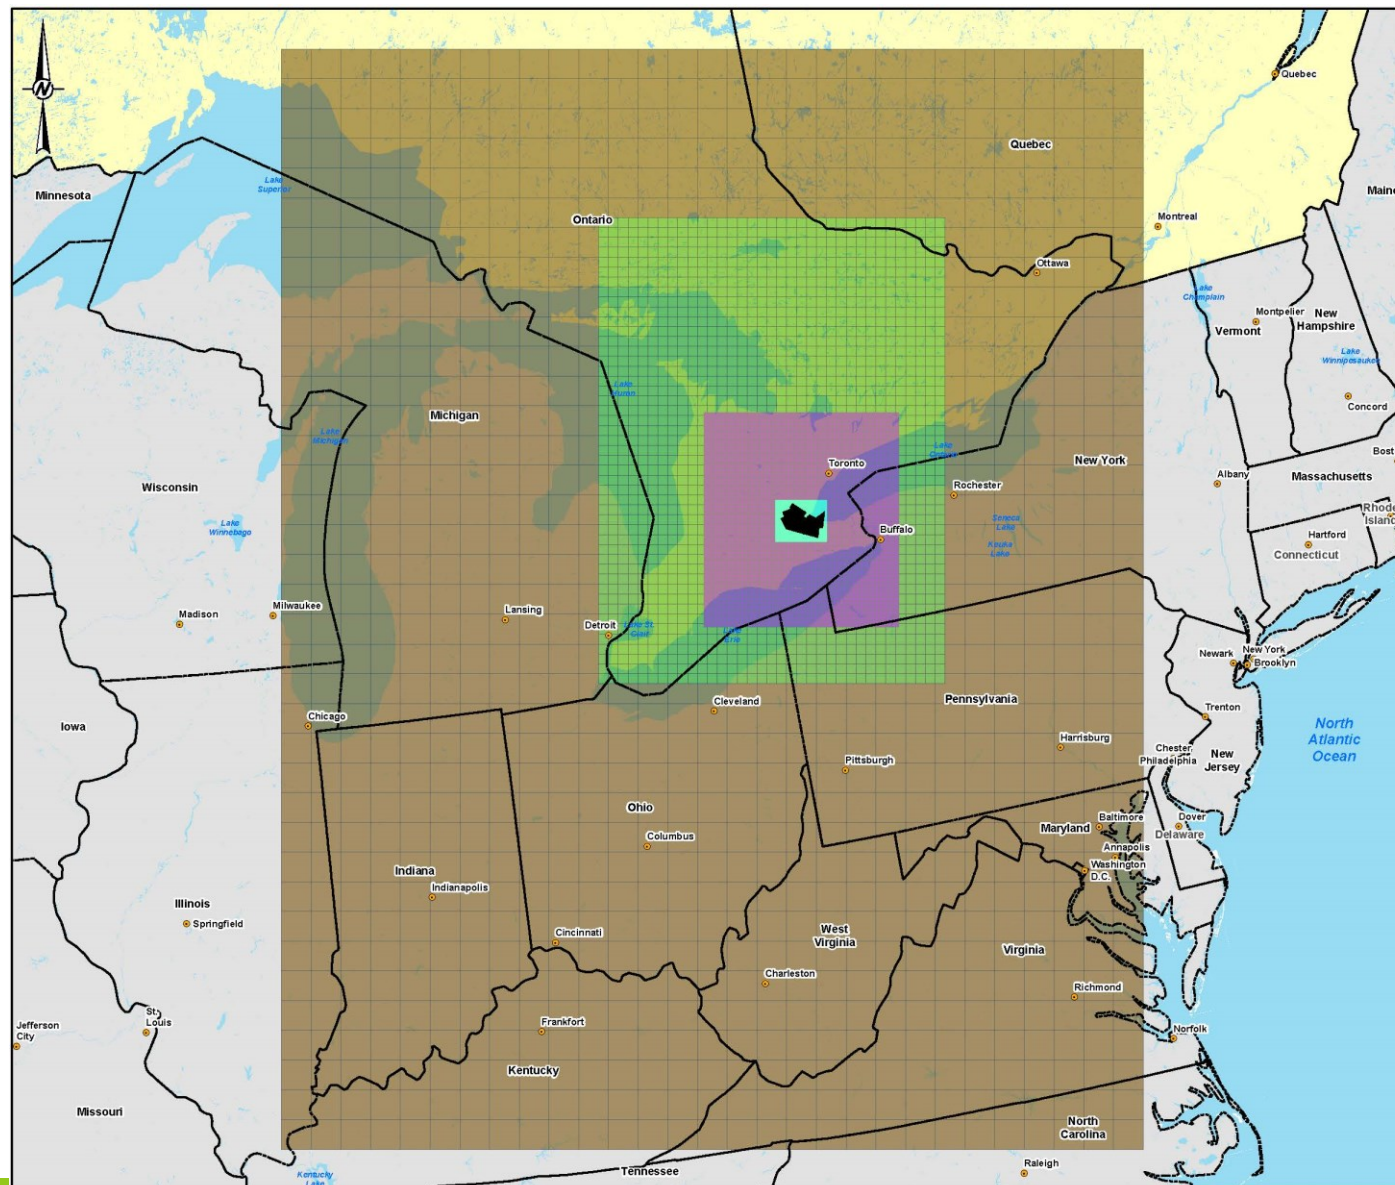 N
Quebec
Quebec
Minnesota
Lake
Superior
Maine
Ontario
Montreal
Ottawa
Lake
Champlain
Montpelier
Vermont
New
Hampshire
Lake
Winnipesaukee
Lake
Huron
Concord
Michigan
Lake
Michigan
Lake
Ontario
New York
Toronto
Albany
Bost
Massachusetts
Wisconsin
Rochester
Rhode
Island
Lake
Winnebago
Seneca
Lake
Buffalo
Hartford
Connecticut
Keuka
Lake
Milwaukee
Madison
Lansing
Detroit
Lake St.
Clair
Lake
Erie
Newark
New York
Brooklyn
Pennsylvania
Cleveland
Trenton
Chicago
Iowa
North
Atlantic
Ocean
Harrisburg
Chester
Philadelphia
New
Jersey
Pittsburgh
Ohio
Maryland
Baltimore
Dover
Delaware
Columbus
Annapolis
Washington
D.C.
Indiana
Indianapolis
Illinois
Springfield
Cincinnati
West
Virginia
Virginia
Charleston
Richmond
St.
Louis
Jefferson
City
Frankfort
Norfolk
Kentucky
Missouri
North
Carolina
Kentucky
Lake
Tennessee
Raleigh